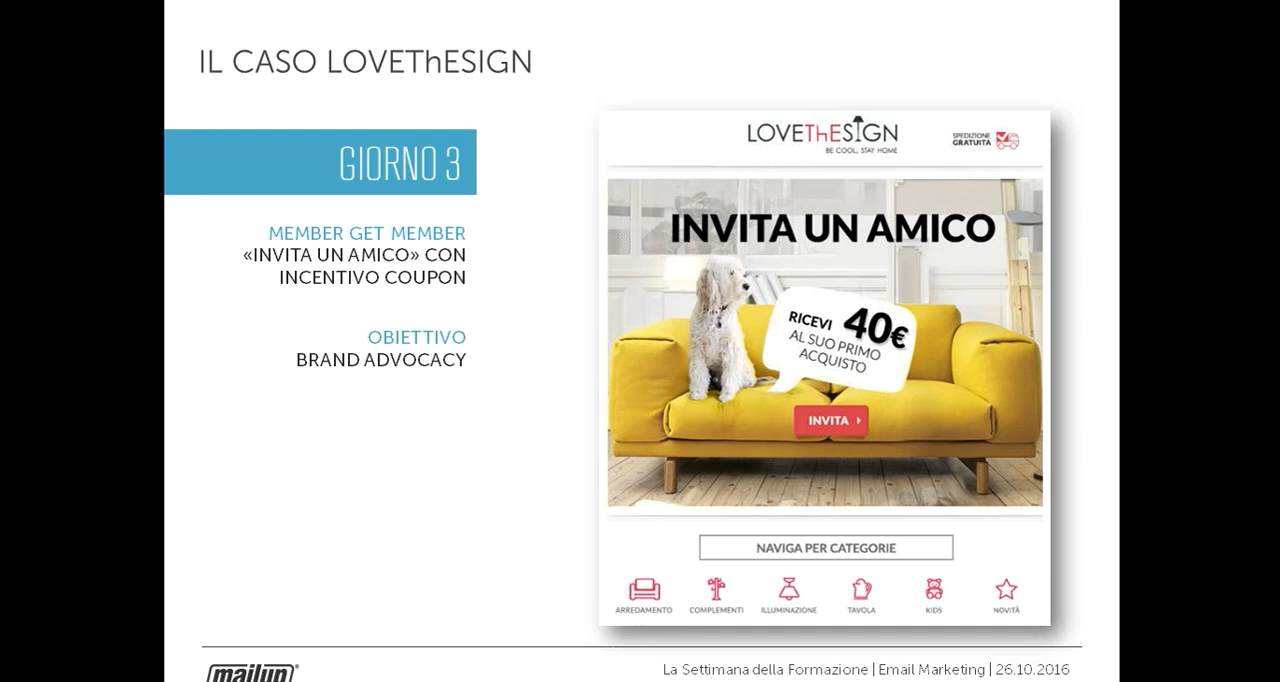 IL CASO LOVEThESIGN
GIORNO 3
MEMBER GET MEMBER
«INVITA UN AMICO» CON
INCENTIVO COUPON
OBIETTIVO
BRAND ADVOCACY
LOVEThESIGN
BE COOL, STAY HOME
SPEDIZIONE
GRATUITA
INVITA UN AMICO
RICEVI 40€
AL SUO PRIMO
ACQUISTO
INVITA
NAVIGA PER CATEGORIE
ARREDAMENTO COMPLEMENTI ILLUMINAZIONE TAVOLA KIDS NOVITÀ
mailup®
La Settimana della Formazione | Email Marketing | 26.10.2016